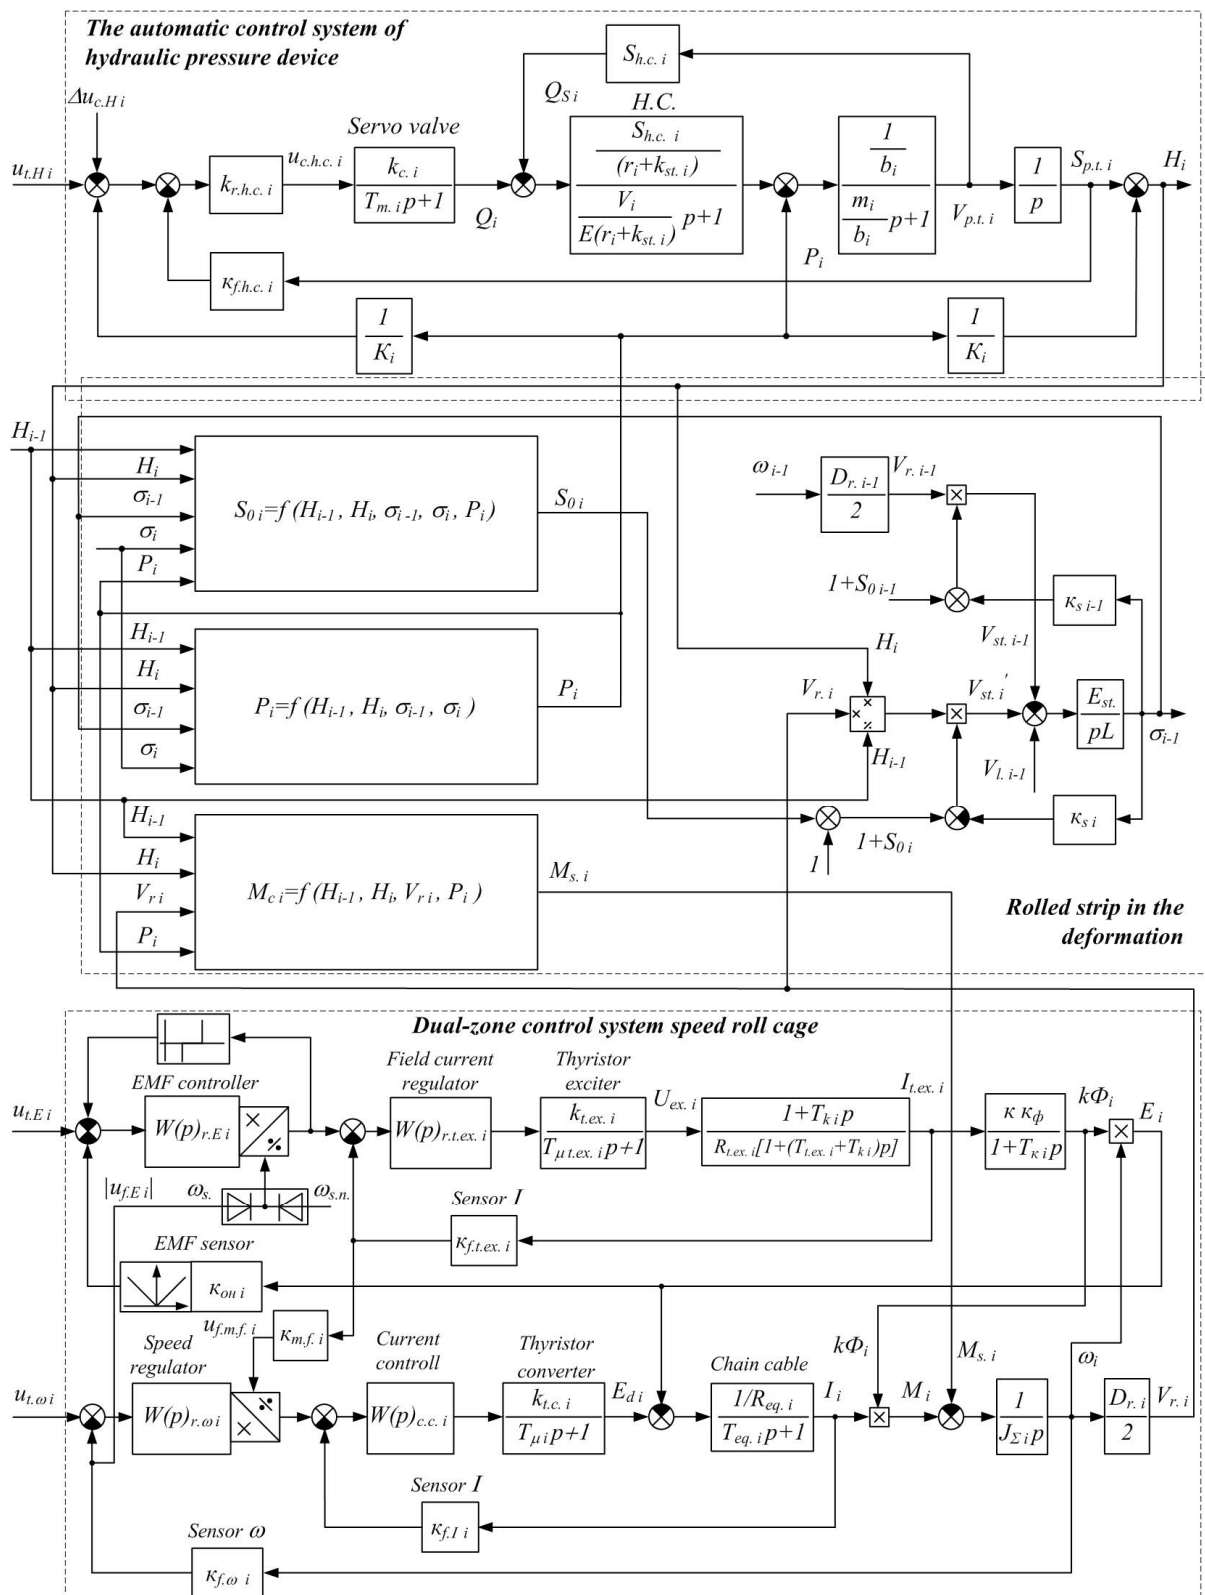 The automatic control system of
hydraulic pressure device
Δu_{c.H i}
u_{t.H i}
S_{h.c. i}
Q_{S i}
H.C.
Servo valve
u_{c.h.c. i}
k_{r.h.c. i}
k_{c. i}
T_{m. i}p+1
Q_i
S_{h.c. i}
(r_i+k_{st. i})
V_i
E(r_i+k_{st. i})
p+1
P_i
1
b_i
m_i
b_i
p+1
V_{p.t. i}
1
p
S_{p.t. i}
H_i
κ_{f.h.c. i}
1
K_i
1
K_i
H_{i-1}
H_i
σ_{i-1}
σ_i
P_i
S_{0 i}=f(H_{i-1}, H_i, σ_{i-1}, σ_i, P_i)
S_{0 i}
ω_{i-1}
D_{r. i-1}
2
V_{r. i-1}
1+S_{0 i-1}
κ_{s i-1}
V_{st. i-1}
H_{i-1}
H_i
σ_{i-1}
σ_i
P_i=f(H_{i-1}, H_i, σ_{i-1}, σ_i)
P_i
H_i
V_{r. i}
× × ÷
H_{i-1}
V_{st. i}'
E_{st.}
pL
σ_{i-1}
V_{l. i-1}
κ_{s i}
1+S_{0 i}
1
H_{i-1}
H_i
V_{r i}
P_i
M_{c i}=f(H_{i-1}, H_i, V_{r i}, P_i)
M_{s. i}
Rolled strip in the
deformation
Dual-zone control system speed roll cage
EMF controller
u_{t.E i}
W(p)_{r.E i}
× ÷
Field current
regulator
W(p)_{r.t.ex. i}
Thyristor
exciter
k_{t.ex. i}
T_{μ t.ex. i}p+1
U_{ex. i}
1+T_{k i}p
R_{t.ex. i}[1+(T_{t.ex. i}+T_{k i})p]
I_{t.ex. i}
κ κ_ф
1+T_{κ i}p
kΦ_i
E_i
|u_{f.E i}|
ω_{s.}
ω_{s.n.}
Sensor I
κ_{f.t.ex. i}
EMF sensor
κ_{он i}
u_{f.m.f. i}
κ_{m.f. i}
Speed
regulator
u_{t.ω i}
W(p)_{r.ω i}
÷ ×
Current
controll
W(p)_{c.c. i}
Thyristor
converter
k_{t.c. i}
T_{μ i}p+1
E_{d i}
Chain cable
1/R_{eq. i}
T_{eq. i}p+1
I_i
kΦ_i
M_i
M_{s. i}
1
J_{Σ i}p
ω_i
D_{r. i}
2
V_{r. i}
Sensor I
κ_{f.I i}
Sensor ω
κ_{f.ω i}